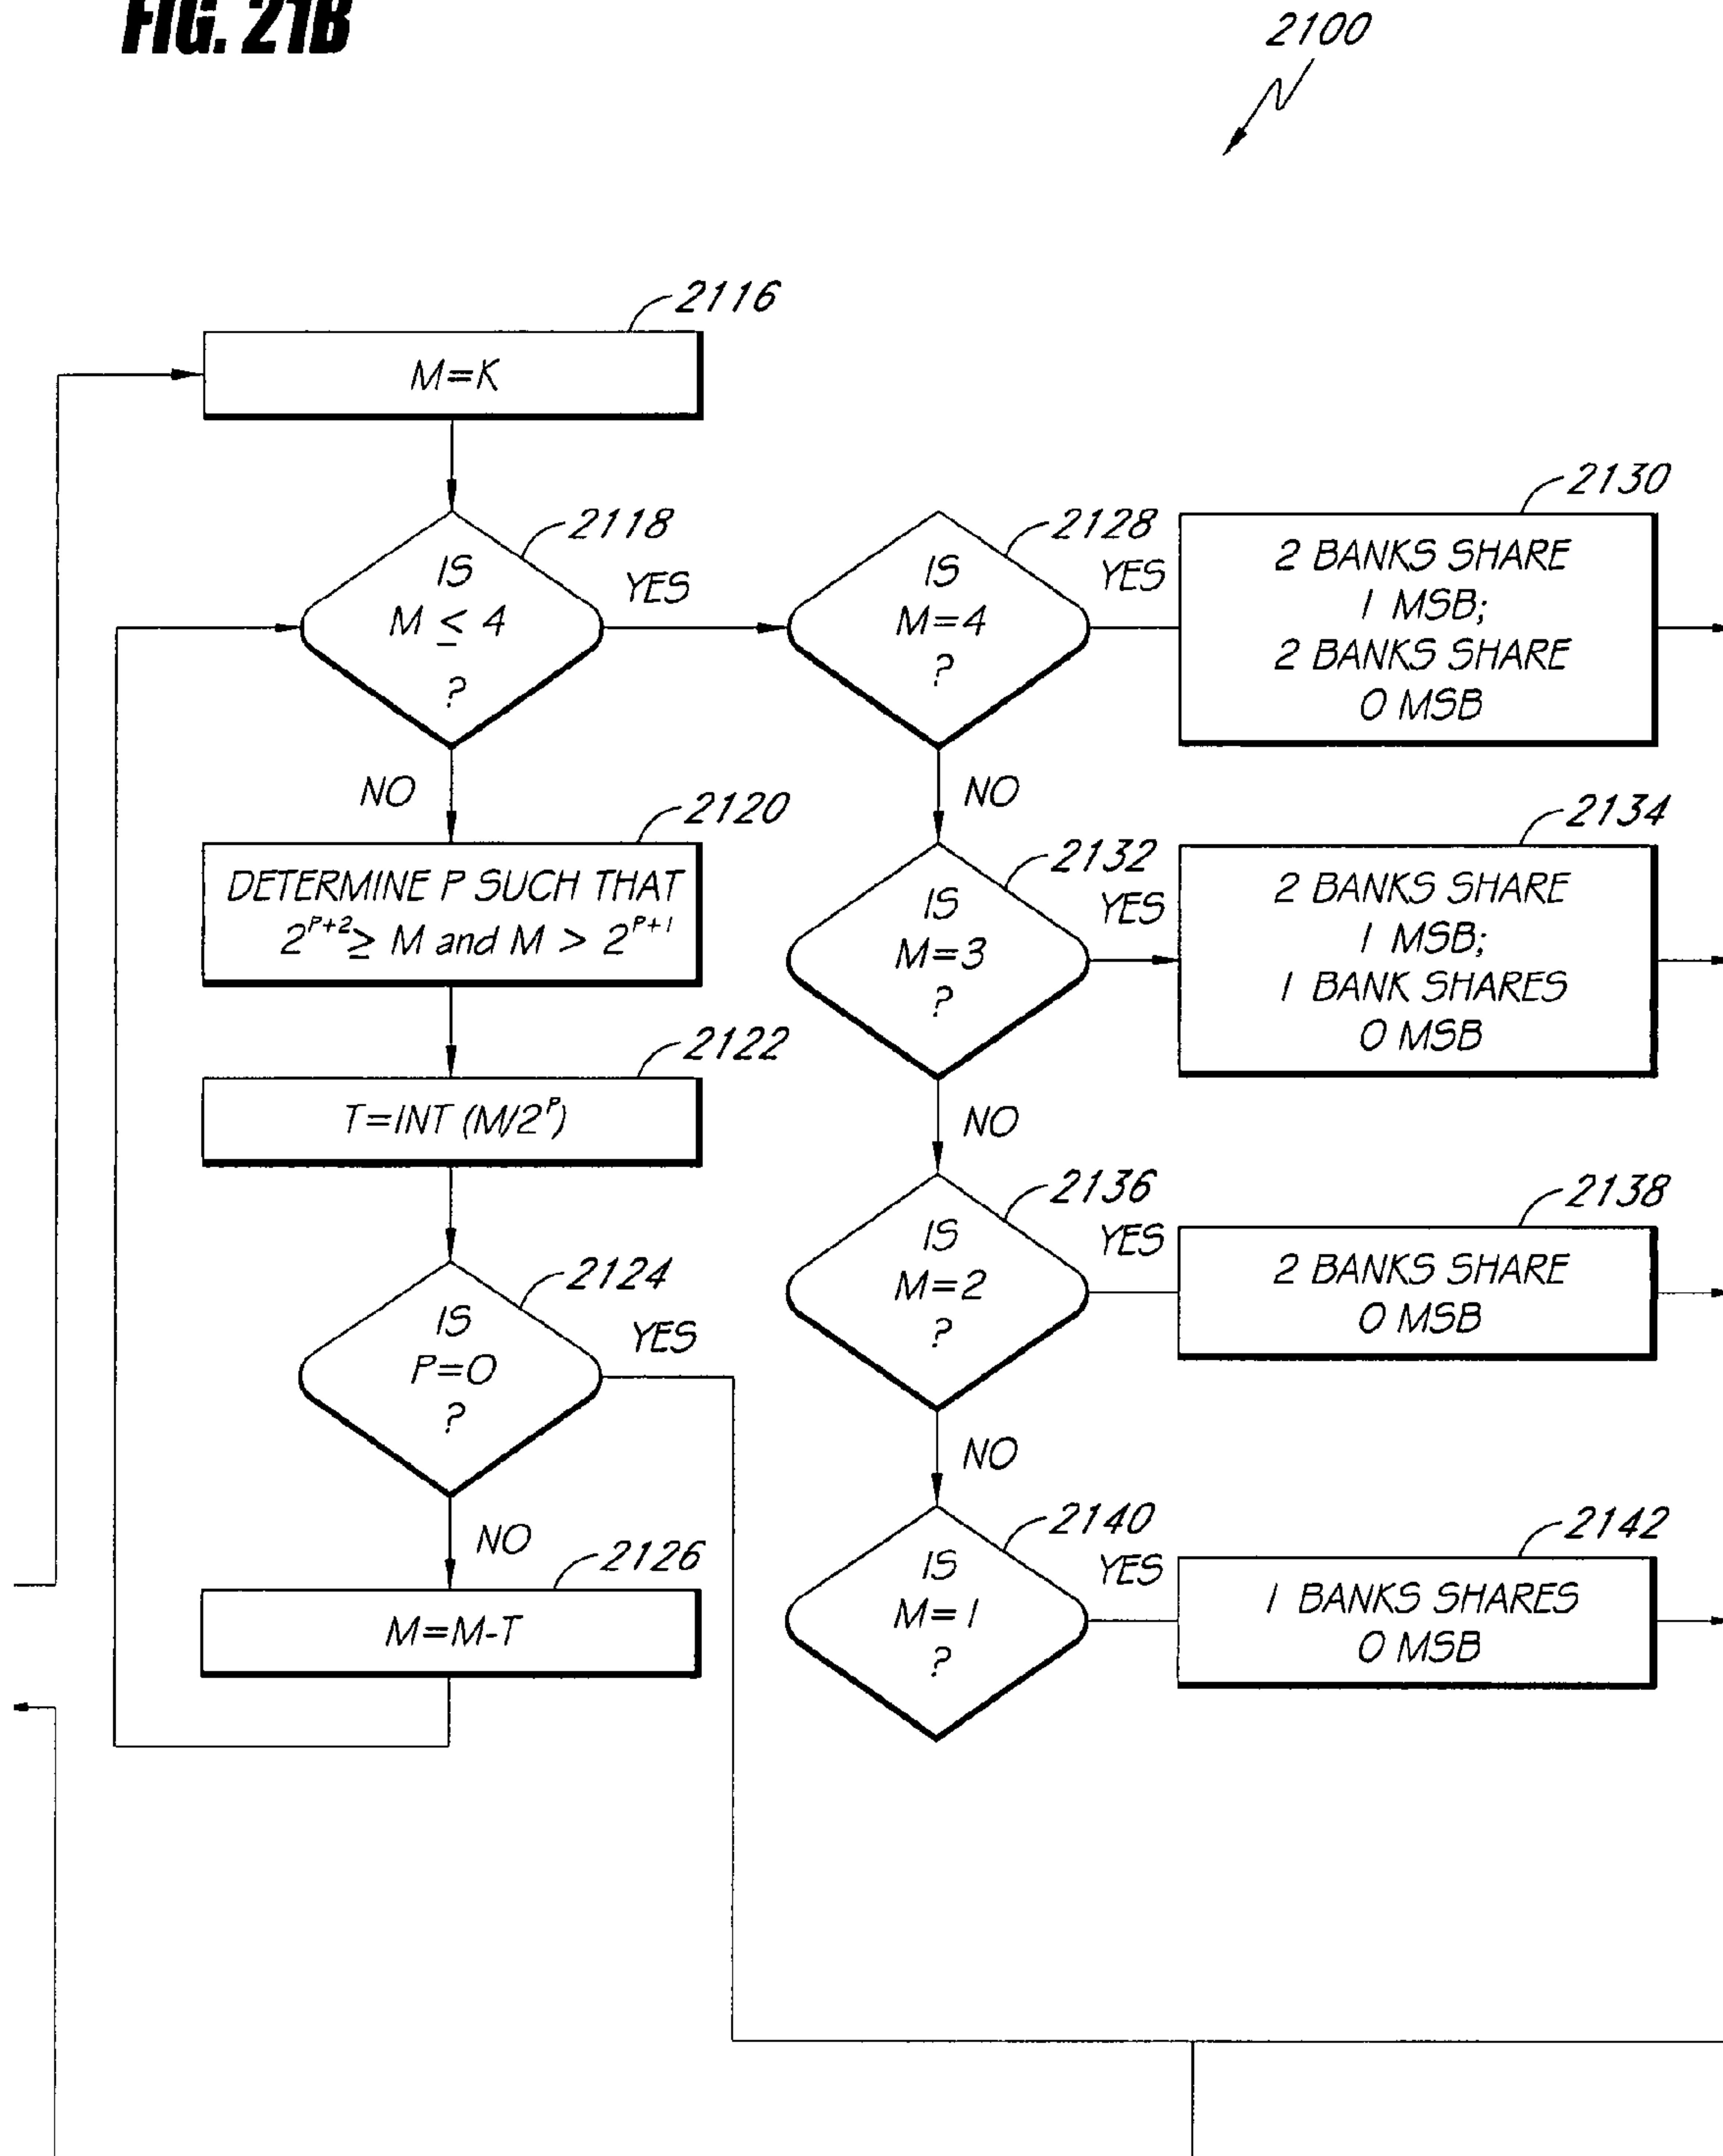 FIG. 21B
2100
2116
M=K
2118
IS
M ≤ 4
?
YES
NO
2120
DETERMINE P SUCH THAT
2^{P+2} ≥ M and M > 2^{P+1}
2122
T=INT (M/2^P)
2124
IS
P=0
?
YES
NO
2126
M=M-T
2128
IS
M=4
?
YES
NO
2130
2 BANKS SHARE
1 MSB;
2 BANKS SHARE
0 MSB
2132
IS
M=3
?
YES
NO
2134
2 BANKS SHARE
1 MSB;
1 BANK SHARES
0 MSB
2136
IS
M=2
?
YES
NO
2138
2 BANKS SHARE
0 MSB
2140
IS
M=1
?
YES
2142
1 BANKS SHARES
0 MSB